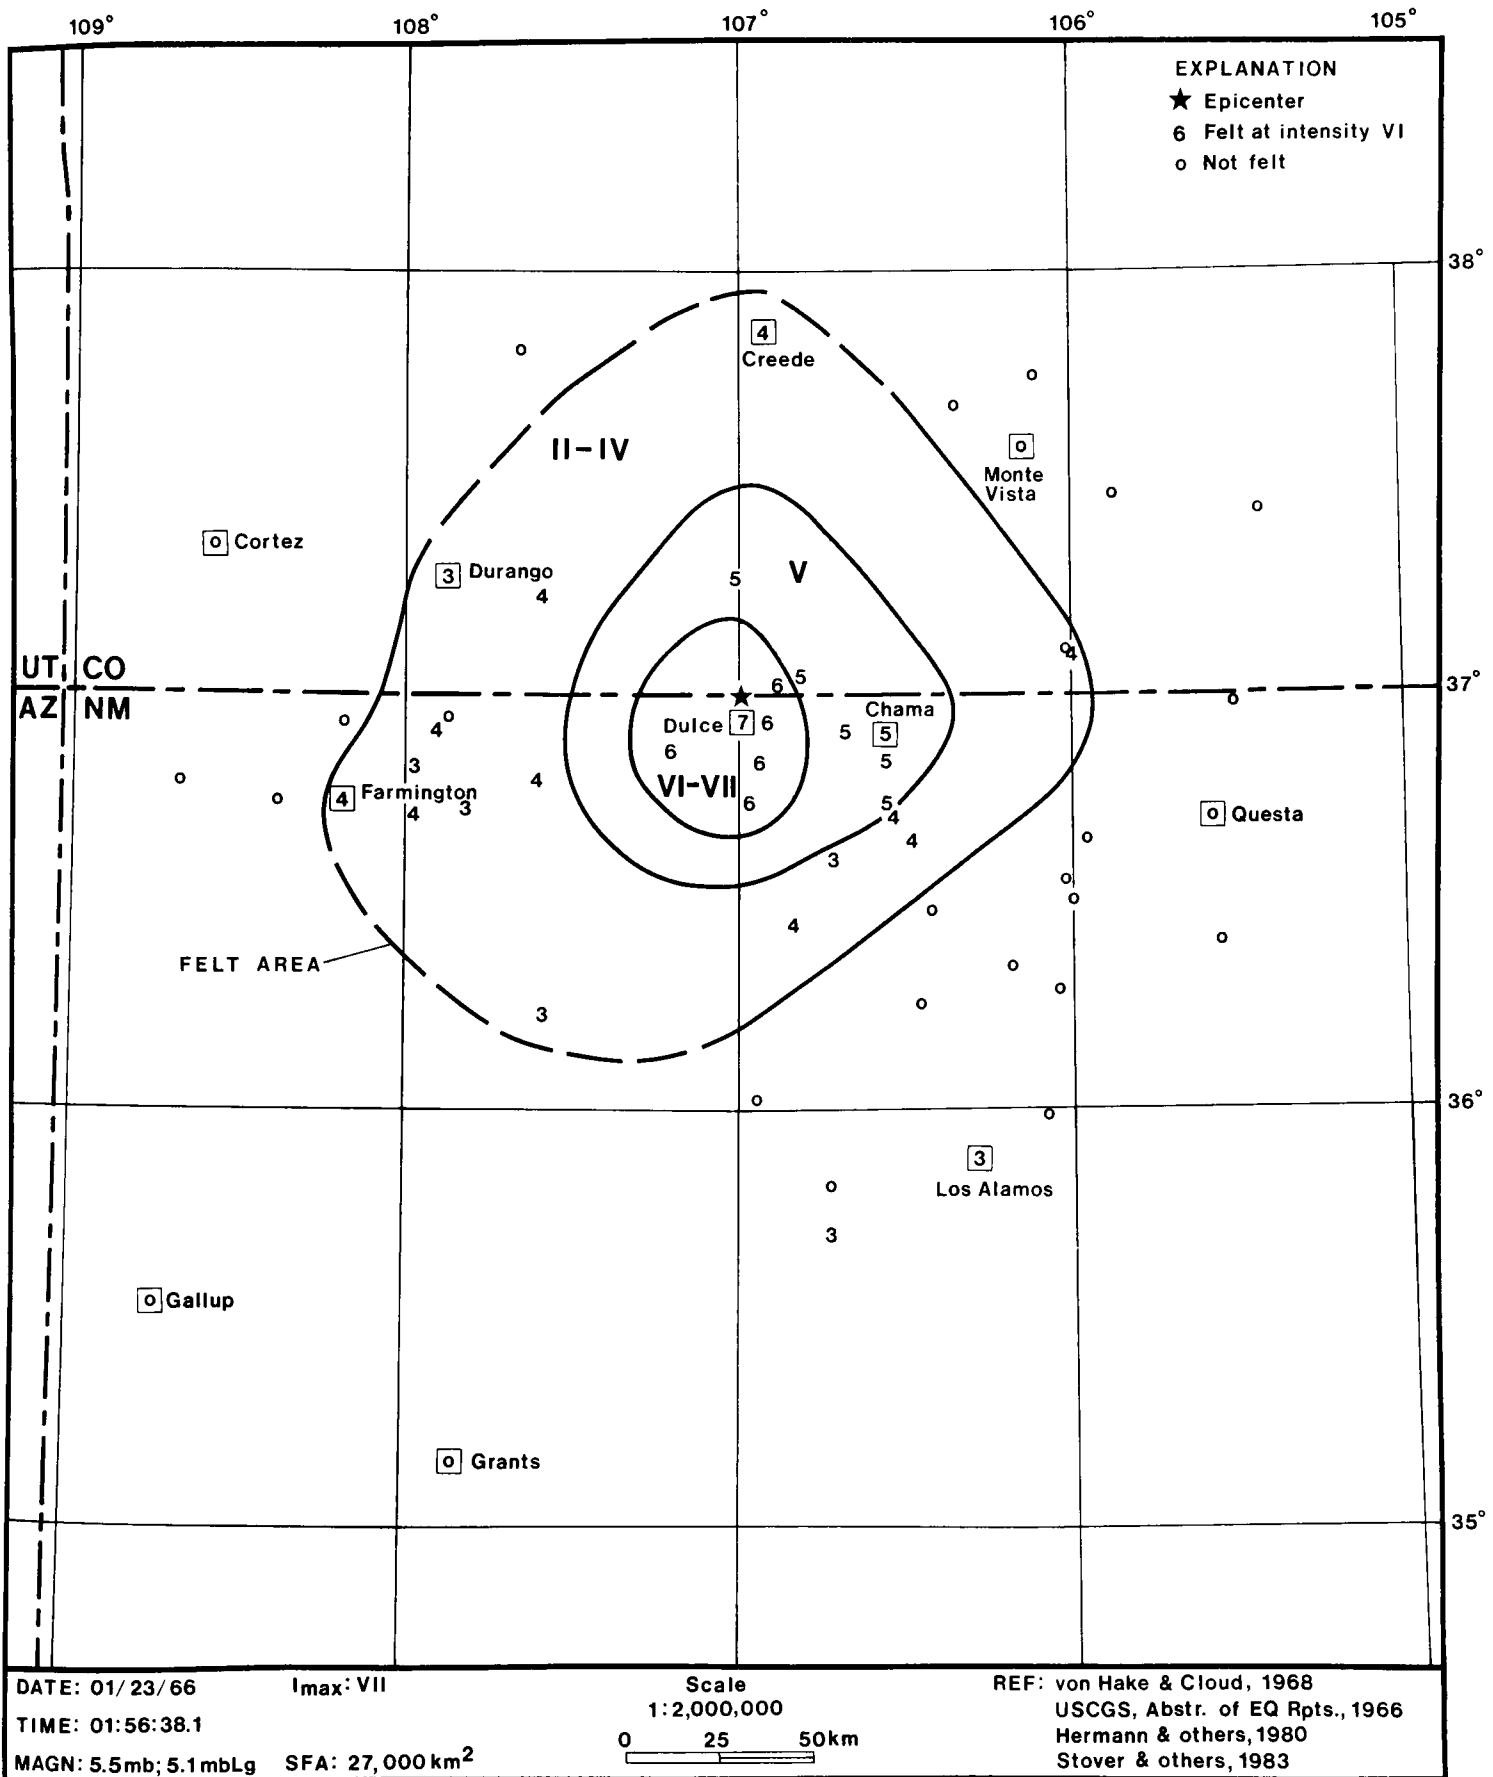 109° 108° 107° 106° 105°
EXPLANATION
★ Epicenter
6 Felt at intensity VI
o Not felt
38°
4
Creede
o
o
o
o
Monte
Vista
II-IV
o
o
o Cortez
3 Durango
4
5
V
o
4
UT CO
37°
AZ NM
6 5
Chama
Dulce 7 6
5 5
o
o 4 o
6
3
6
5
o
4
VI-VII
o
4 Farmington
4 3
6
5
4
o Questa
4
o
3
o
o
o
4
o
FELT AREA
o
o
o
3
o
36°
o
3
Los Alamos
o
3
o Gallup
o Grants
35°
DATE: 01/23/66
Imax: VII
TIME: 01:56:38.1
MAGN: 5.5mb; 5.1mbLg SFA: 27,000 km²
Scale
1:2,000,000
0 25 50km
REF: von Hake & Cloud, 1968
USCGS, Abstr. of EQ Rpts., 1966
Hermann & others, 1980
Stover & others, 1983